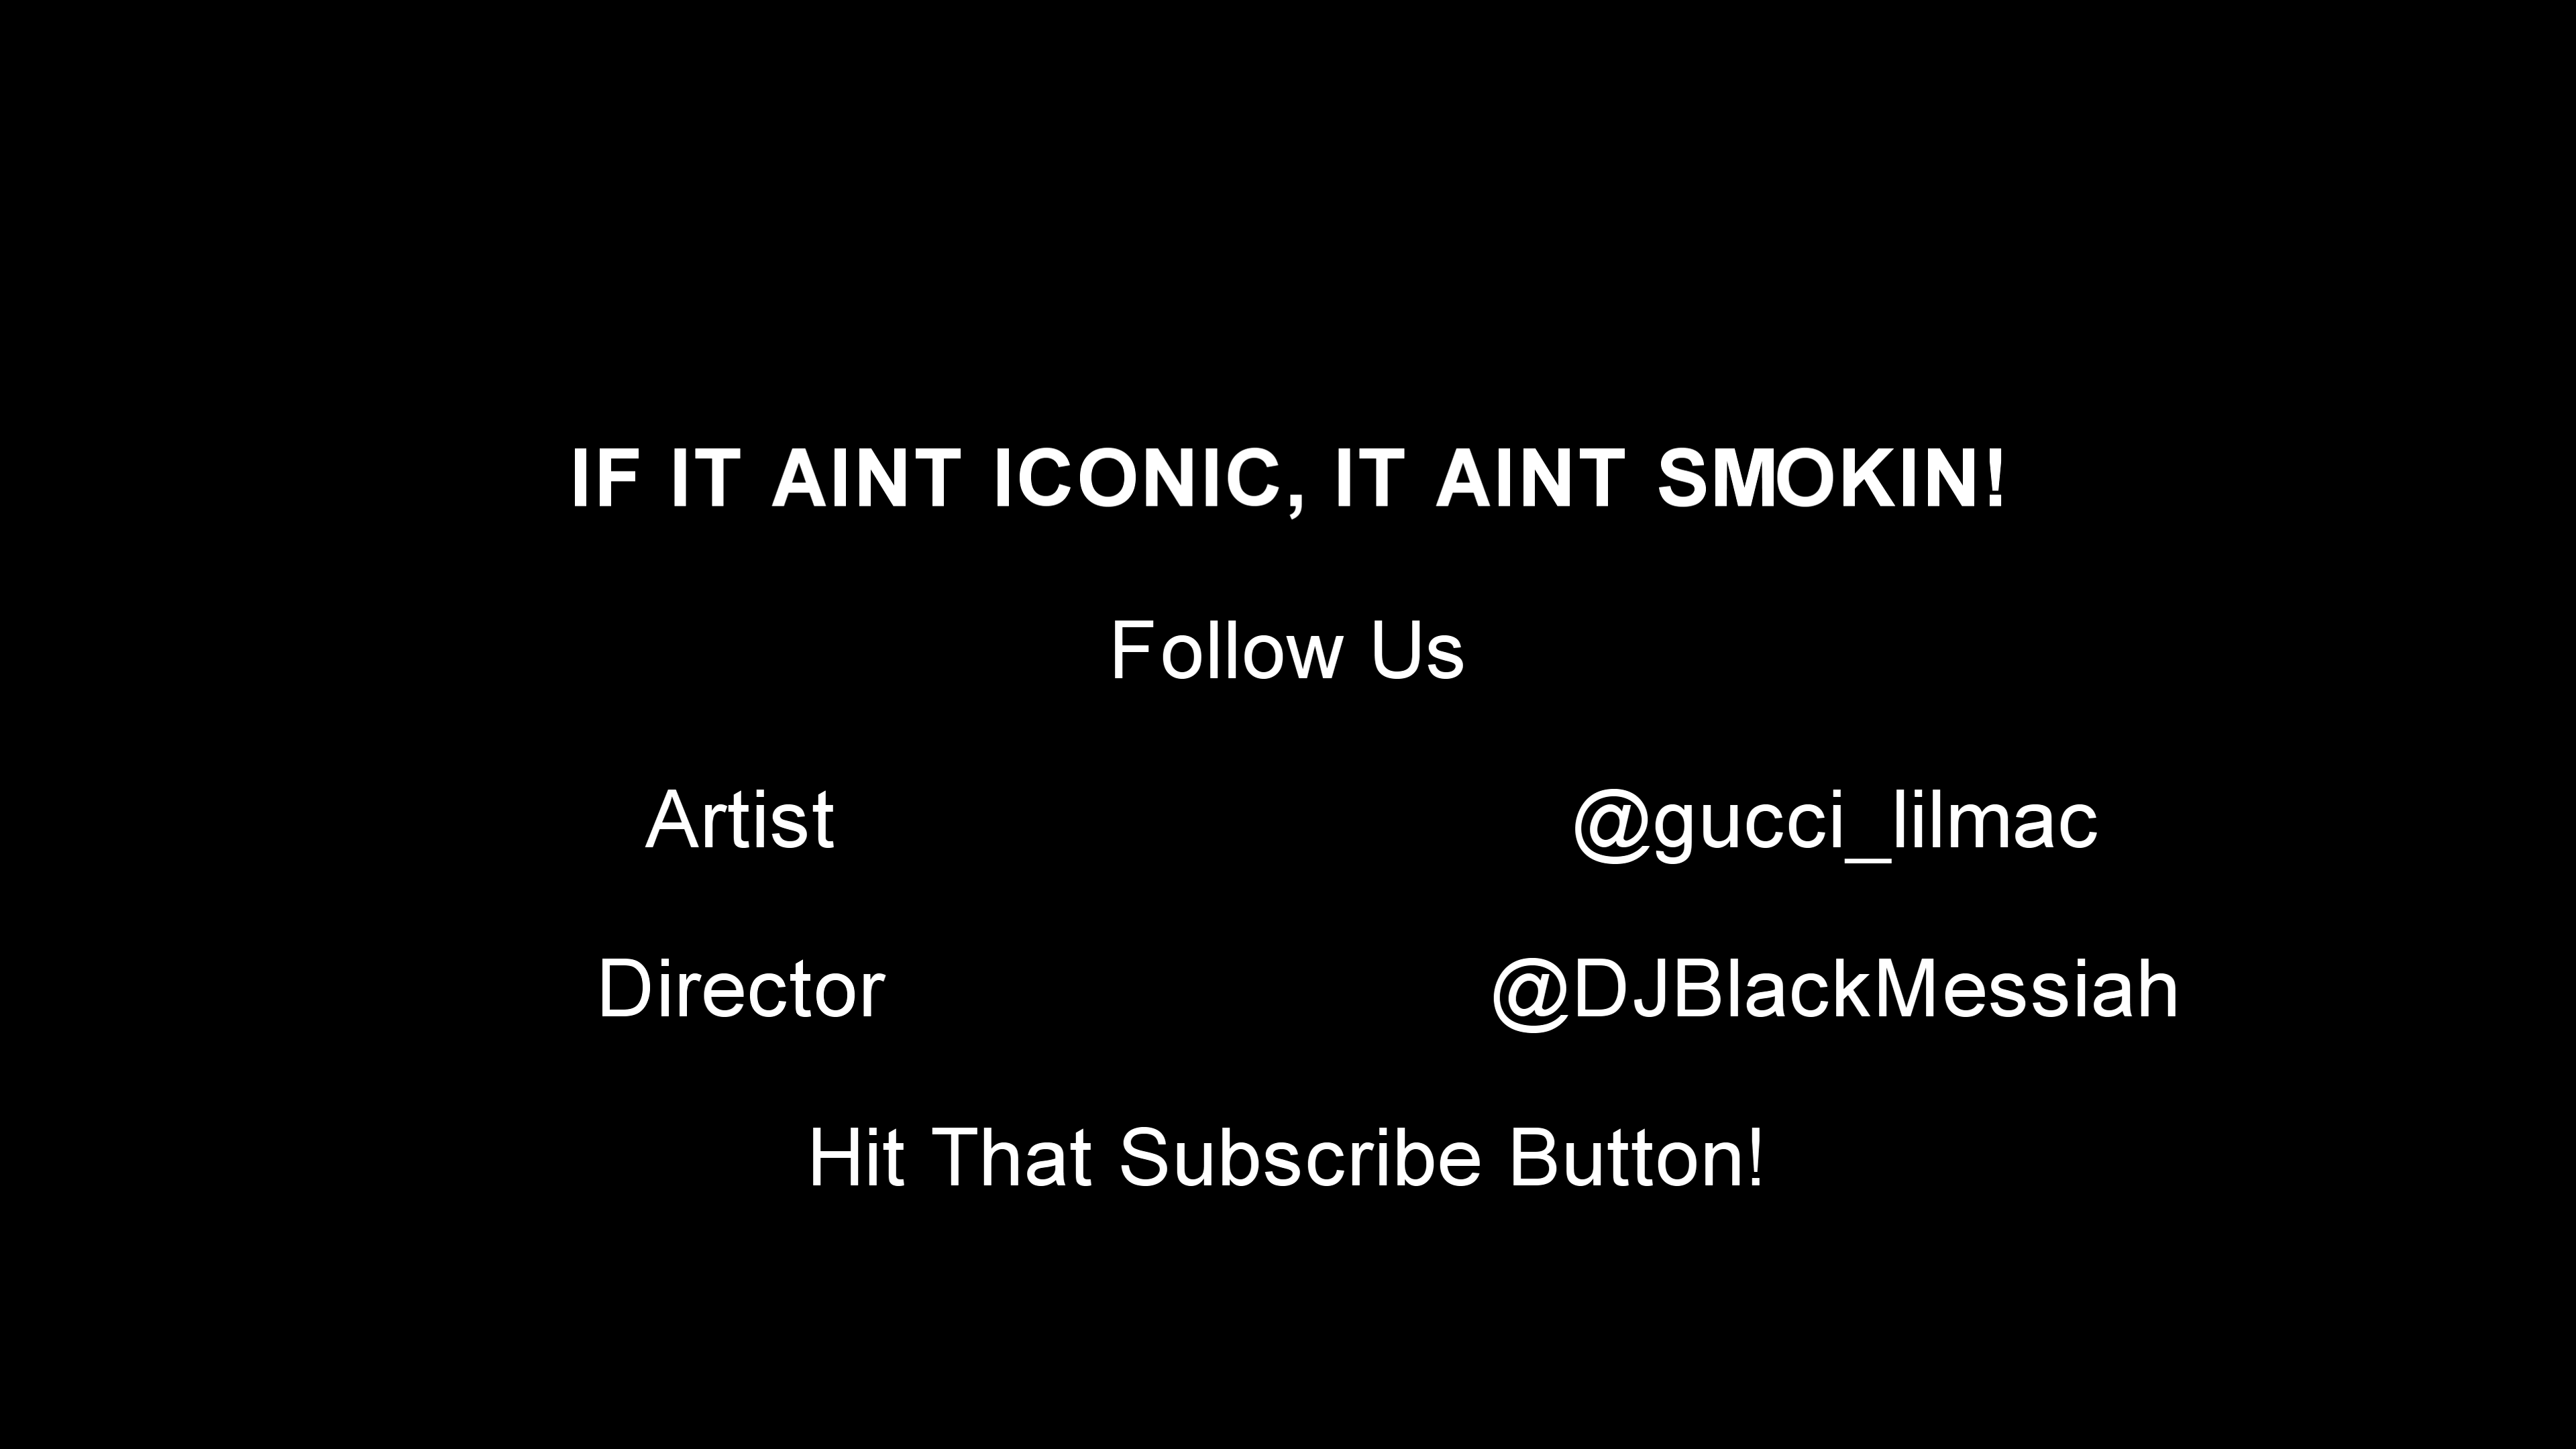 IF IT AINT ICONIC, IT AINT SMOKIN!
Follow Us
Artist @gucci_lilmac
Director @DJBlackMessiah
Hit That Subscribe Button!